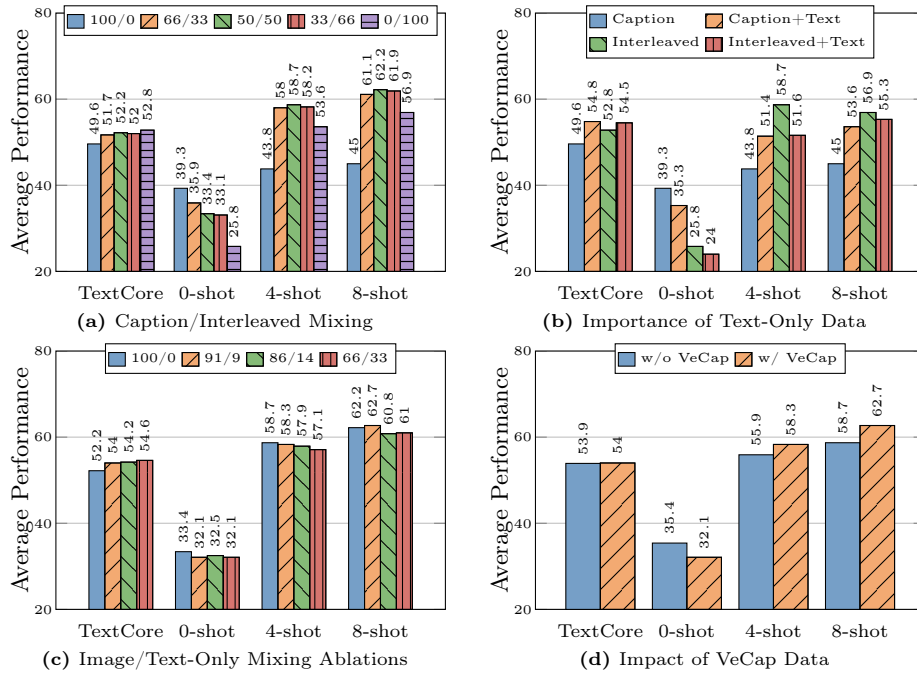 100/0 66/33 50/50 33/66 0/100
Average Performance
80
60
40
20
49.6 51.7 52.2 52 52.8
39.3 35.9 33.4 33.1 25.8
43.8 58 58.7 58.2 53.6
45 61.1 62.2 61.9 56.9
TextCore 0-shot 4-shot 8-shot
(a) Caption/Interleaved Mixing
Caption Caption+Text
Interleaved Interleaved+Text
Average Performance
80
60
40
20
49.6 54.8 52.8 54.5
39.3 35.3 25.8 24
43.8 51.4 58.7 51.6
45 53.6 56.9 55.3
TextCore 0-shot 4-shot 8-shot
(b) Importance of Text-Only Data
100/0 91/9 86/14 66/33
Average Performance
80
60
40
20
52.2 54 54.2 54.6
33.4 32.1 32.5 32.1
58.7 58.3 57.9 57.1
62.2 62.7 60.8 61
TextCore 0-shot 4-shot 8-shot
(c) Image/Text-Only Mixing Ablations
w/o VeCap w/ VeCap
Average Performance
80
60
40
20
53.9 54
35.4 32.1
55.9 58.3
58.7 62.7
TextCore 0-shot 4-shot 8-shot
(d) Impact of VeCap Data